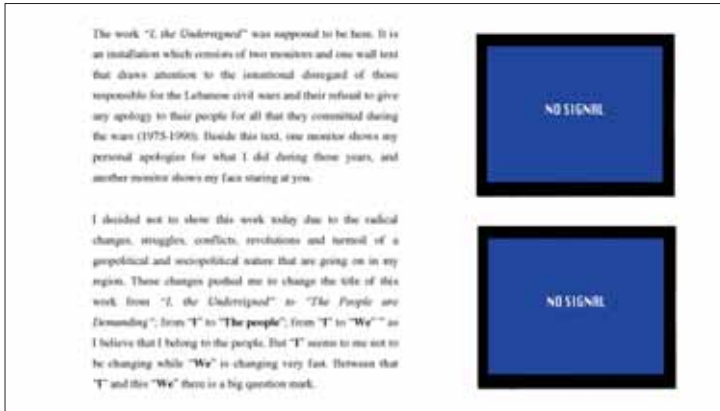 The work "I, the Undersigned" was supposed to be here. It is
an installation which consists of two monitors and one wall text
that draws attention to the intentional disregard of those
responsible for the Lebanese civil wars and their refusal to give
any apology to their people for all that they committed during
the wars (1975-1990). Beside this text, one monitor shows my
personal apologies for what I did during those years, and
another monitor shows my face staring at you.
I decided not to show this work today due to the radical
changes, struggles, conflicts, revolutions and turmoil of a
geopolitical and sociopolitical nature that are going on in my
region. These changes pushed me to change the title of this
work from "I, the Undersigned" to "The People are
Demanding"; from "I" to "The people"; from "I" to "We" " as
I believe that I belong to the people. But "I" seems to me not to
be changing while "We" is changing very fast. Between that
"I" and this "We" there is a big question mark.
NO SIGNAL
NO SIGNAL